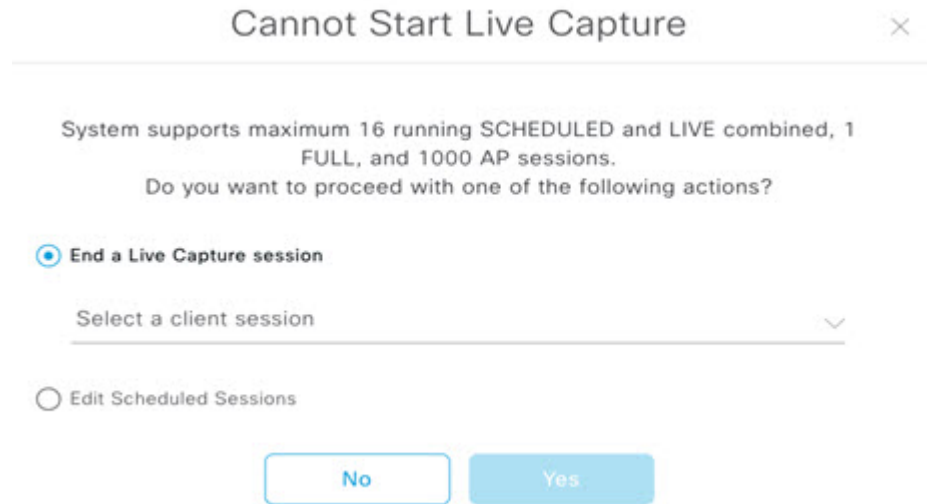 Cannot Start Live Capture
System supports maximum 16 running SCHEDULED and LIVE combined, 1
FULL, and 1000 AP sessions.
Do you want to proceed with one of the following actions?
End a Live Capture session
Select a client session
Edit Scheduled Sessions
No
Yes